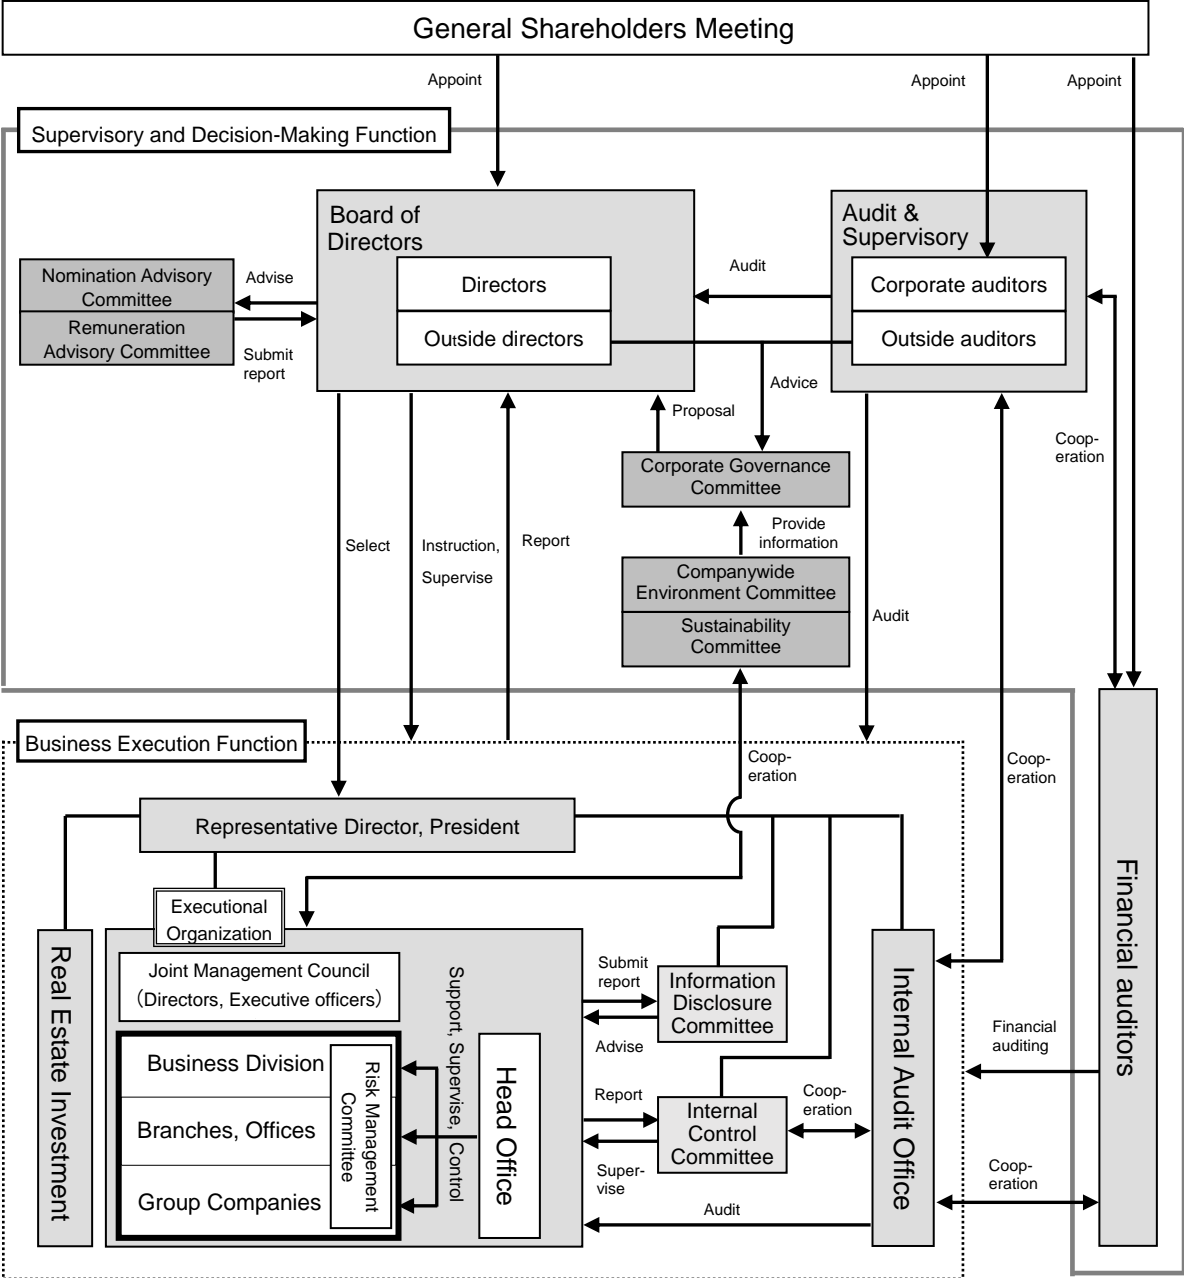 General Shareholders Meeting
Appoint
Appoint
Appoint
Supervisory and Decision-Making Function
Board of
Directors
Audit &
Supervisory
Nomination Advisory
Committee
Remuneration
Advisory Committee
Advise
Submit
report
Directors
Outside directors
Audit
Corporate auditors
Outside auditors
Advice
Proposal
Coop-
eration
Corporate Governance
Committee
Provide
information
Select
Instruction,
Supervise
Report
Companywide
Environment Committee
Sustainability
Committee
Audit
Business Execution Function
Coop-
eration
Coop-
eration
Representative Director, President
Executional
Organization
Real Estate Investment
Joint Management Council
(Directors, Executive officers)
Business Division
Branches, Offices
Group Companies
Risk Management
Committee
Support, Supervise, Control
Head Office
Submit
report
Advise
Information
Disclosure
Committee
Report
Super-
vise
Internal
Control
Committee
Coop-
eration
Audit
Internal Audit Office
Financial
auditing
Coop-
eration
Financial auditors